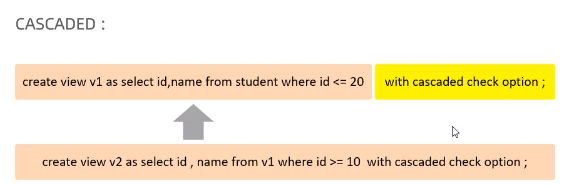 CASCADED :
create view v1 as select id,name from student where id <= 20 with cascaded check option ;
create view v2 as select id , name from v1 where id >= 10 with cascaded check option ;